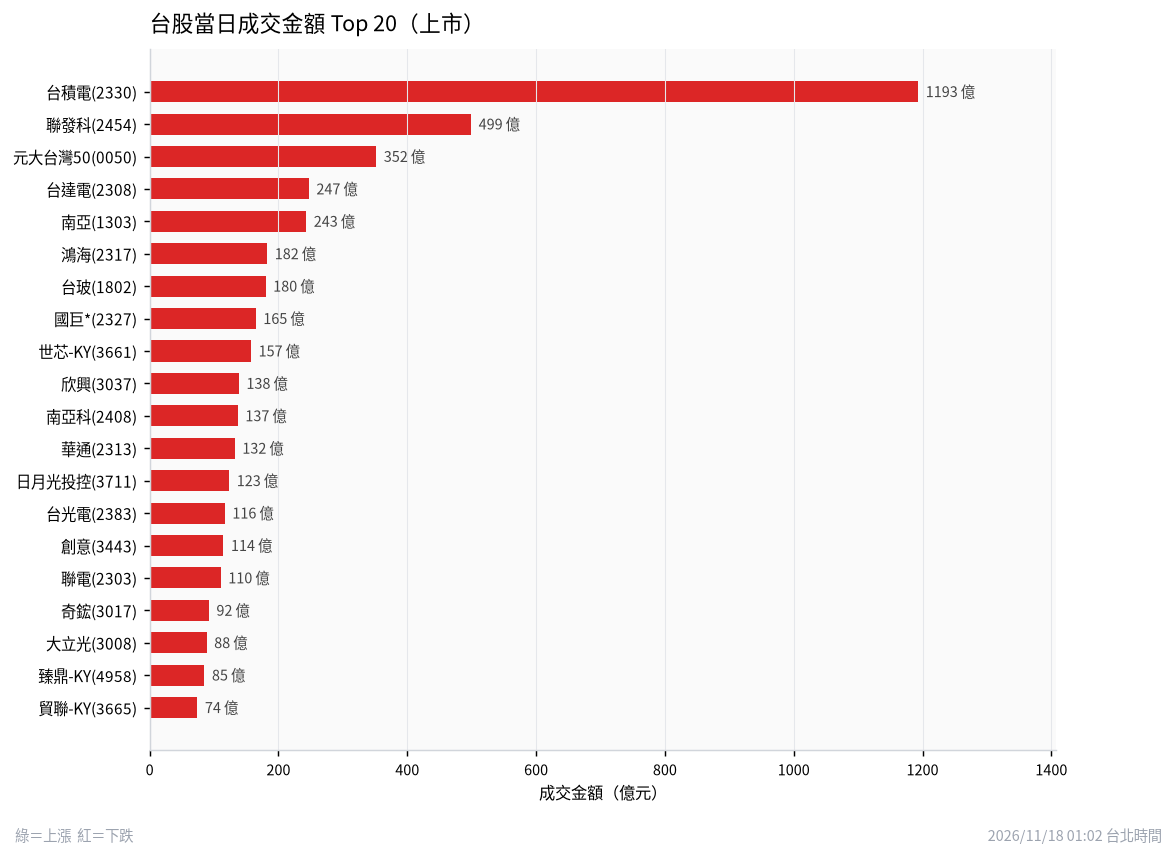 台股當日成交金額 Top 20（上市）
台積電(2330) 1193 億
聯發科(2454) 499 億
元大台灣50(0050) 352 億
台達電(2308) 247 億
南亞(1303) 243 億
鴻海(2317) 182 億
台玻(1802) 180 億
國巨*(2327) 165 億
世芯-KY(3661) 157 億
欣興(3037) 138 億
南亞科(2408) 137 億
華通(2313) 132 億
日月光投控(3711) 123 億
台光電(2383) 116 億
創意(3443) 114 億
聯電(2303) 110 億
奇鋐(3017) 92 億
大立光(3008) 88 億
臻鼎-KY(4958) 85 億
貿聯-KY(3665) 74 億
0 200 400 600 800 1000 1200 1400
成交金額（億元）
綠＝上漲 紅＝下跌
2026/11/18 01:02 台北時間